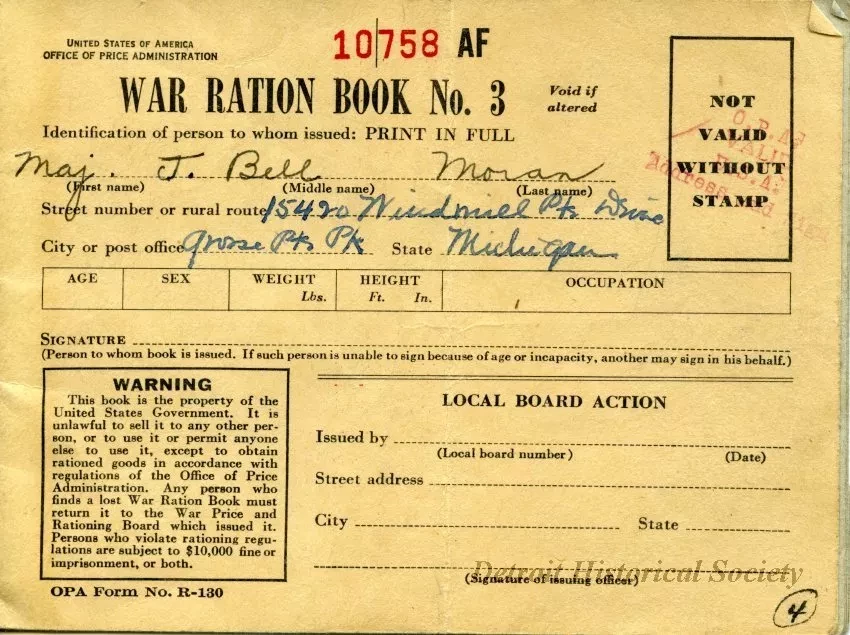 UNITED STATES OF AMERICA
OFFICE OF PRICE ADMINISTRATION
10758 AF
WAR RATION BOOK No. 3
Void if
altered
Identification of person to whom issued: PRINT IN FULL
Maj. J. Bell Moran
(First name) (Middle name) (Last name)
Street number or rural route 15420 Windmill Pte Drive
City or post office Grosse Pte Pk State Michigan
NOT
VALID
WITHOUT
STAMP
AGE SEX WEIGHT HEIGHT OCCUPATION
Lbs. Ft. In.
SIGNATURE
(Person to whom book is issued. If such person is unable to sign because of age or incapacity, another may sign in his behalf.)
WARNING
This book is the property of the
United States Government. It is
unlawful to sell it to any other per-
son, or to use it or permit anyone
else to use it, except to obtain
rationed goods in accordance with
regulations of the Office of Price
Administration. Any person who
finds a lost War Ration Book must
return it to the War Price and
Rationing Board which issued it.
Persons who violate rationing regu-
lations are subject to $10,000 fine or
imprisonment, or both.
OPA Form No. R-130
LOCAL BOARD ACTION
Issued by
(Local board number) (Date)
Street address
City State
(Signature of issuing officer)
Detroit Historical Society
4